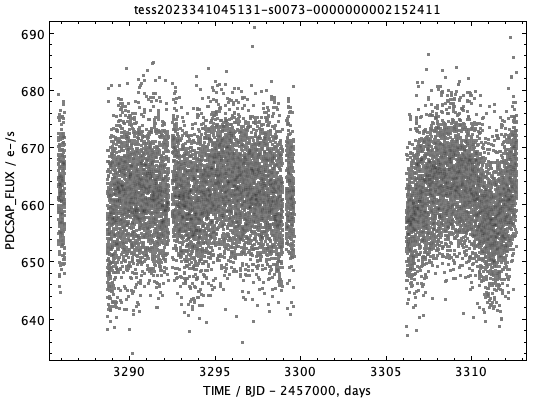 tess2023341045131-s0073-0000000002152411
PDCSAP_FLUX / e-/s
690
680
670
660
650
640
3290 3295 3300 3305 3310
TIME / BJD - 2457000, days